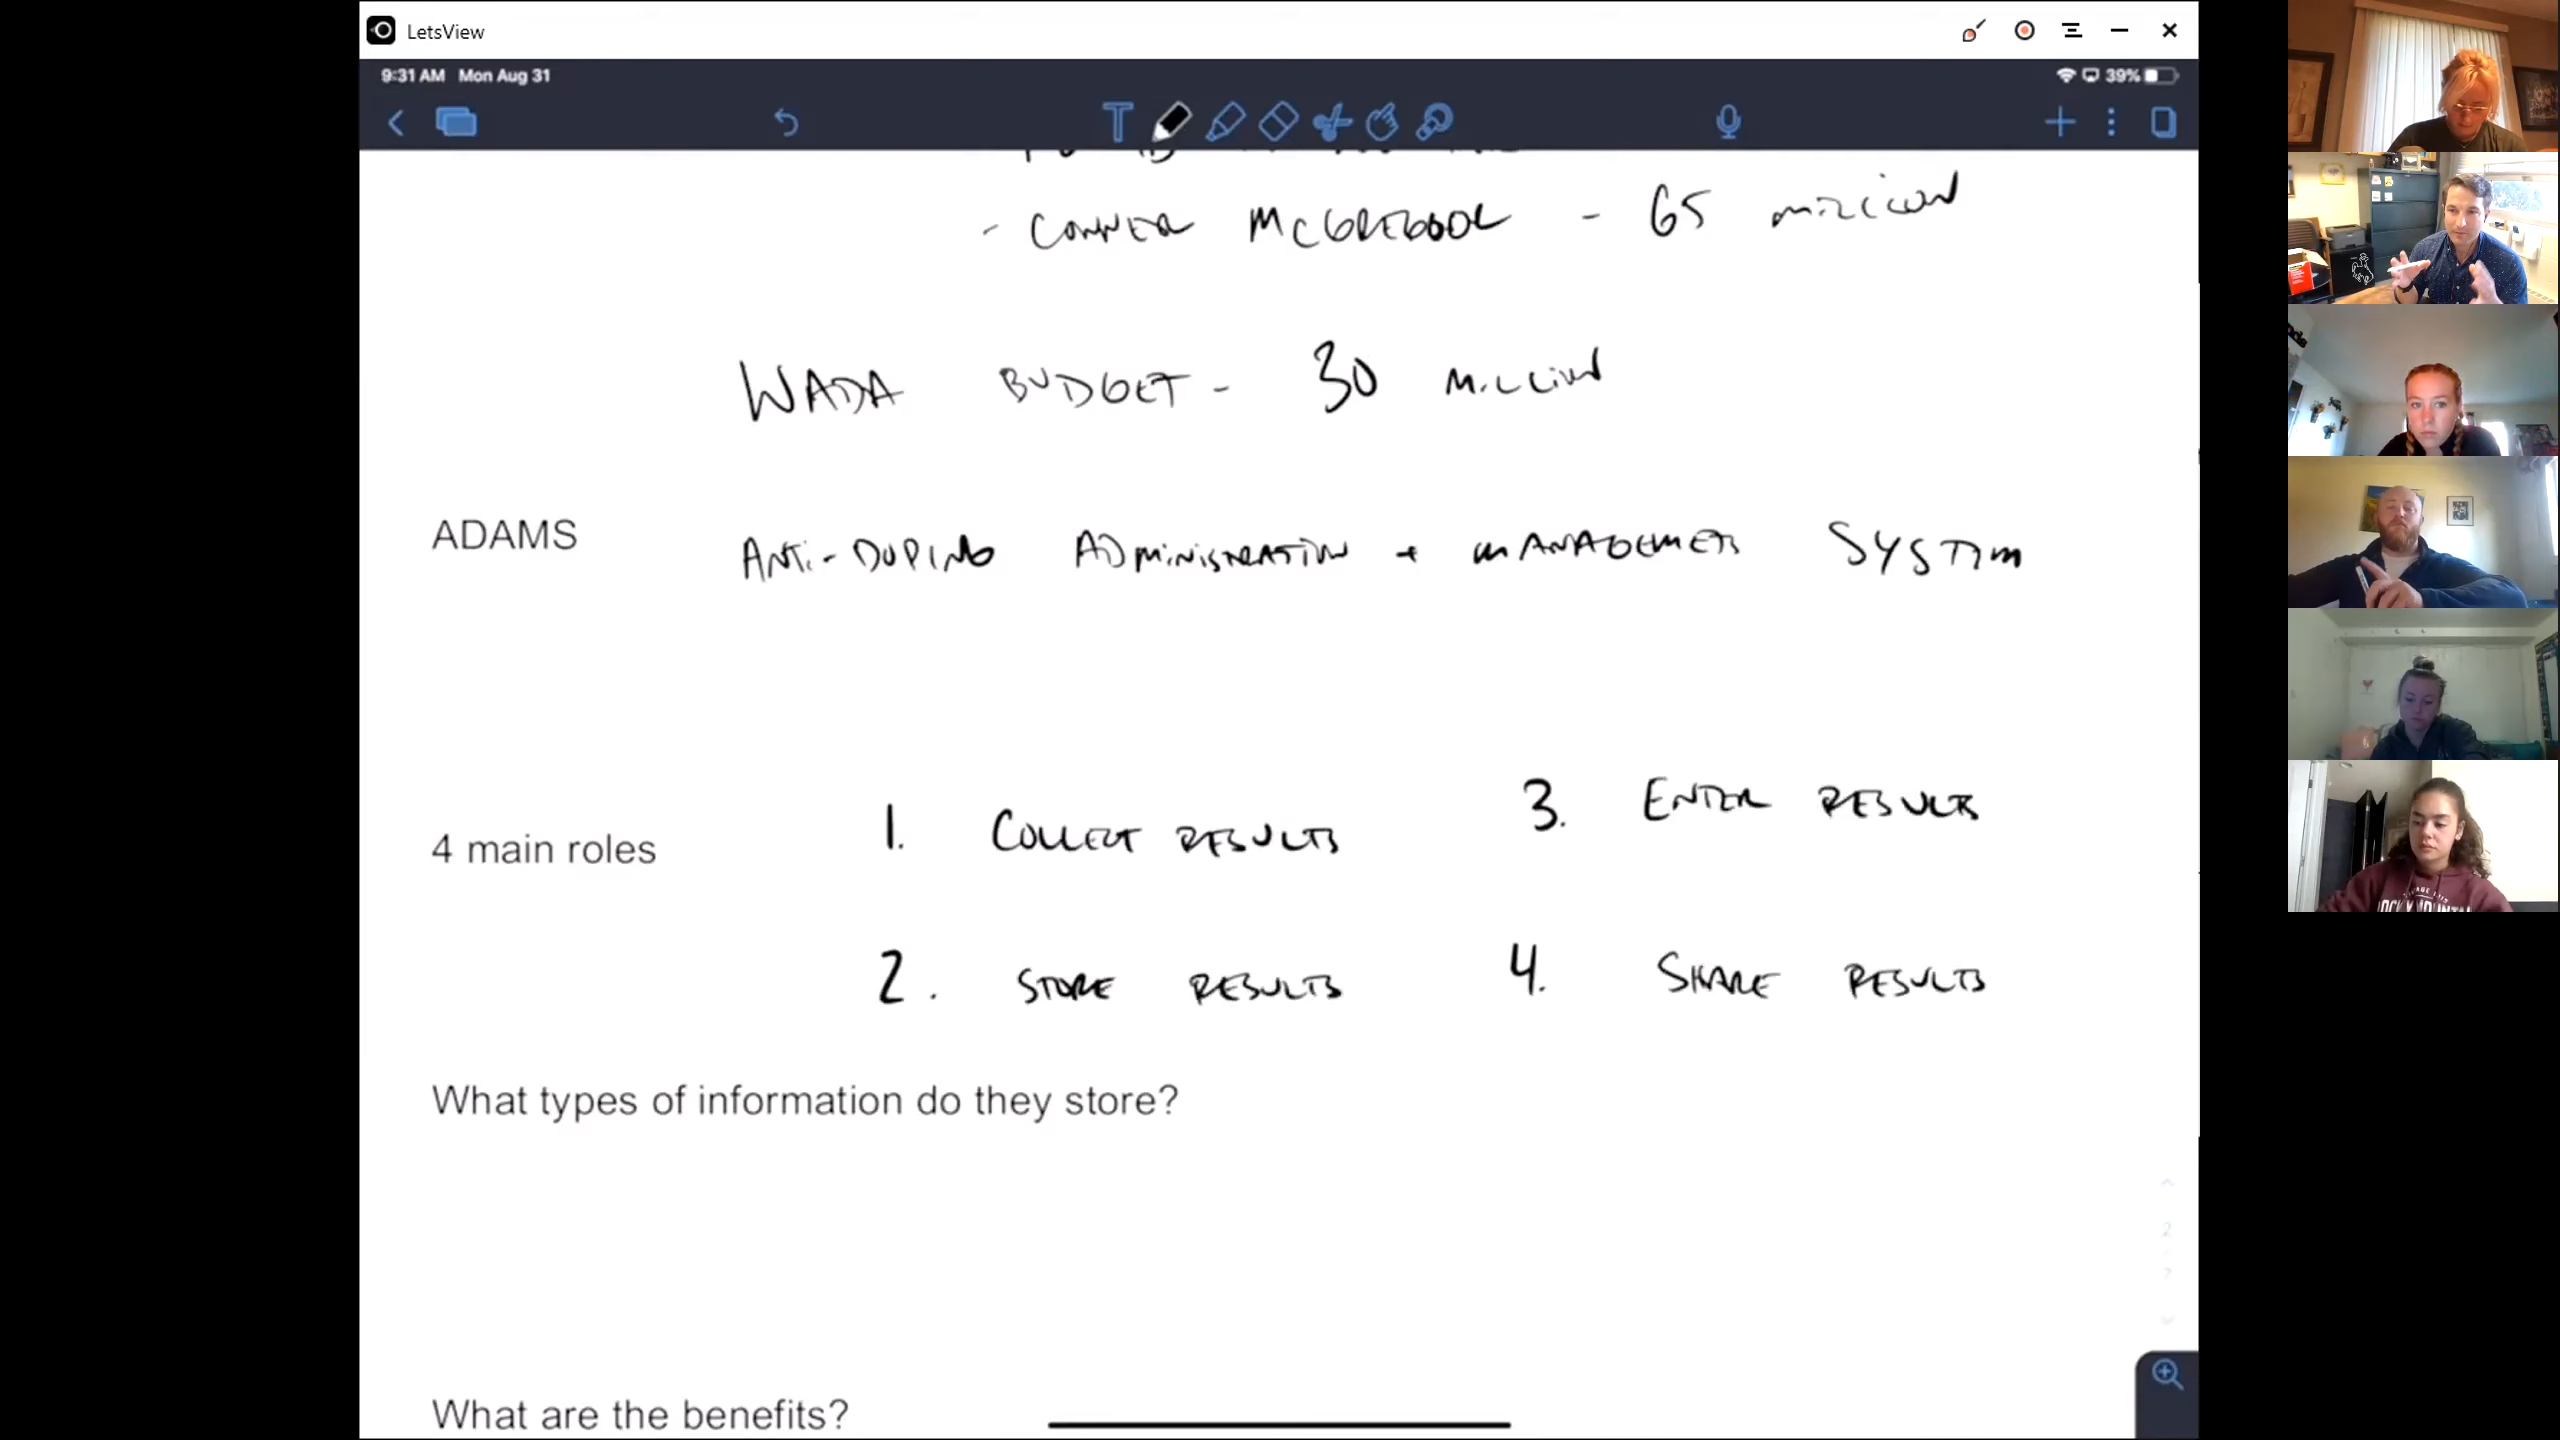 LetsView
9:31 AM Mon Aug 31
39%
- CONNER MCGREGGOR - 65 MILLION
WADA BUDGET - 30 MILLION
ADAMS
ANTI-DOPING ADMINISTRATION + MANAGEMENT SYSTEM
4 main roles
1. COLLECT RESULTS
3. ENTER RESULTS
2. STORE RESULTS
4. SHARE RESULTS
What types of information do they store?
What are the benefits?